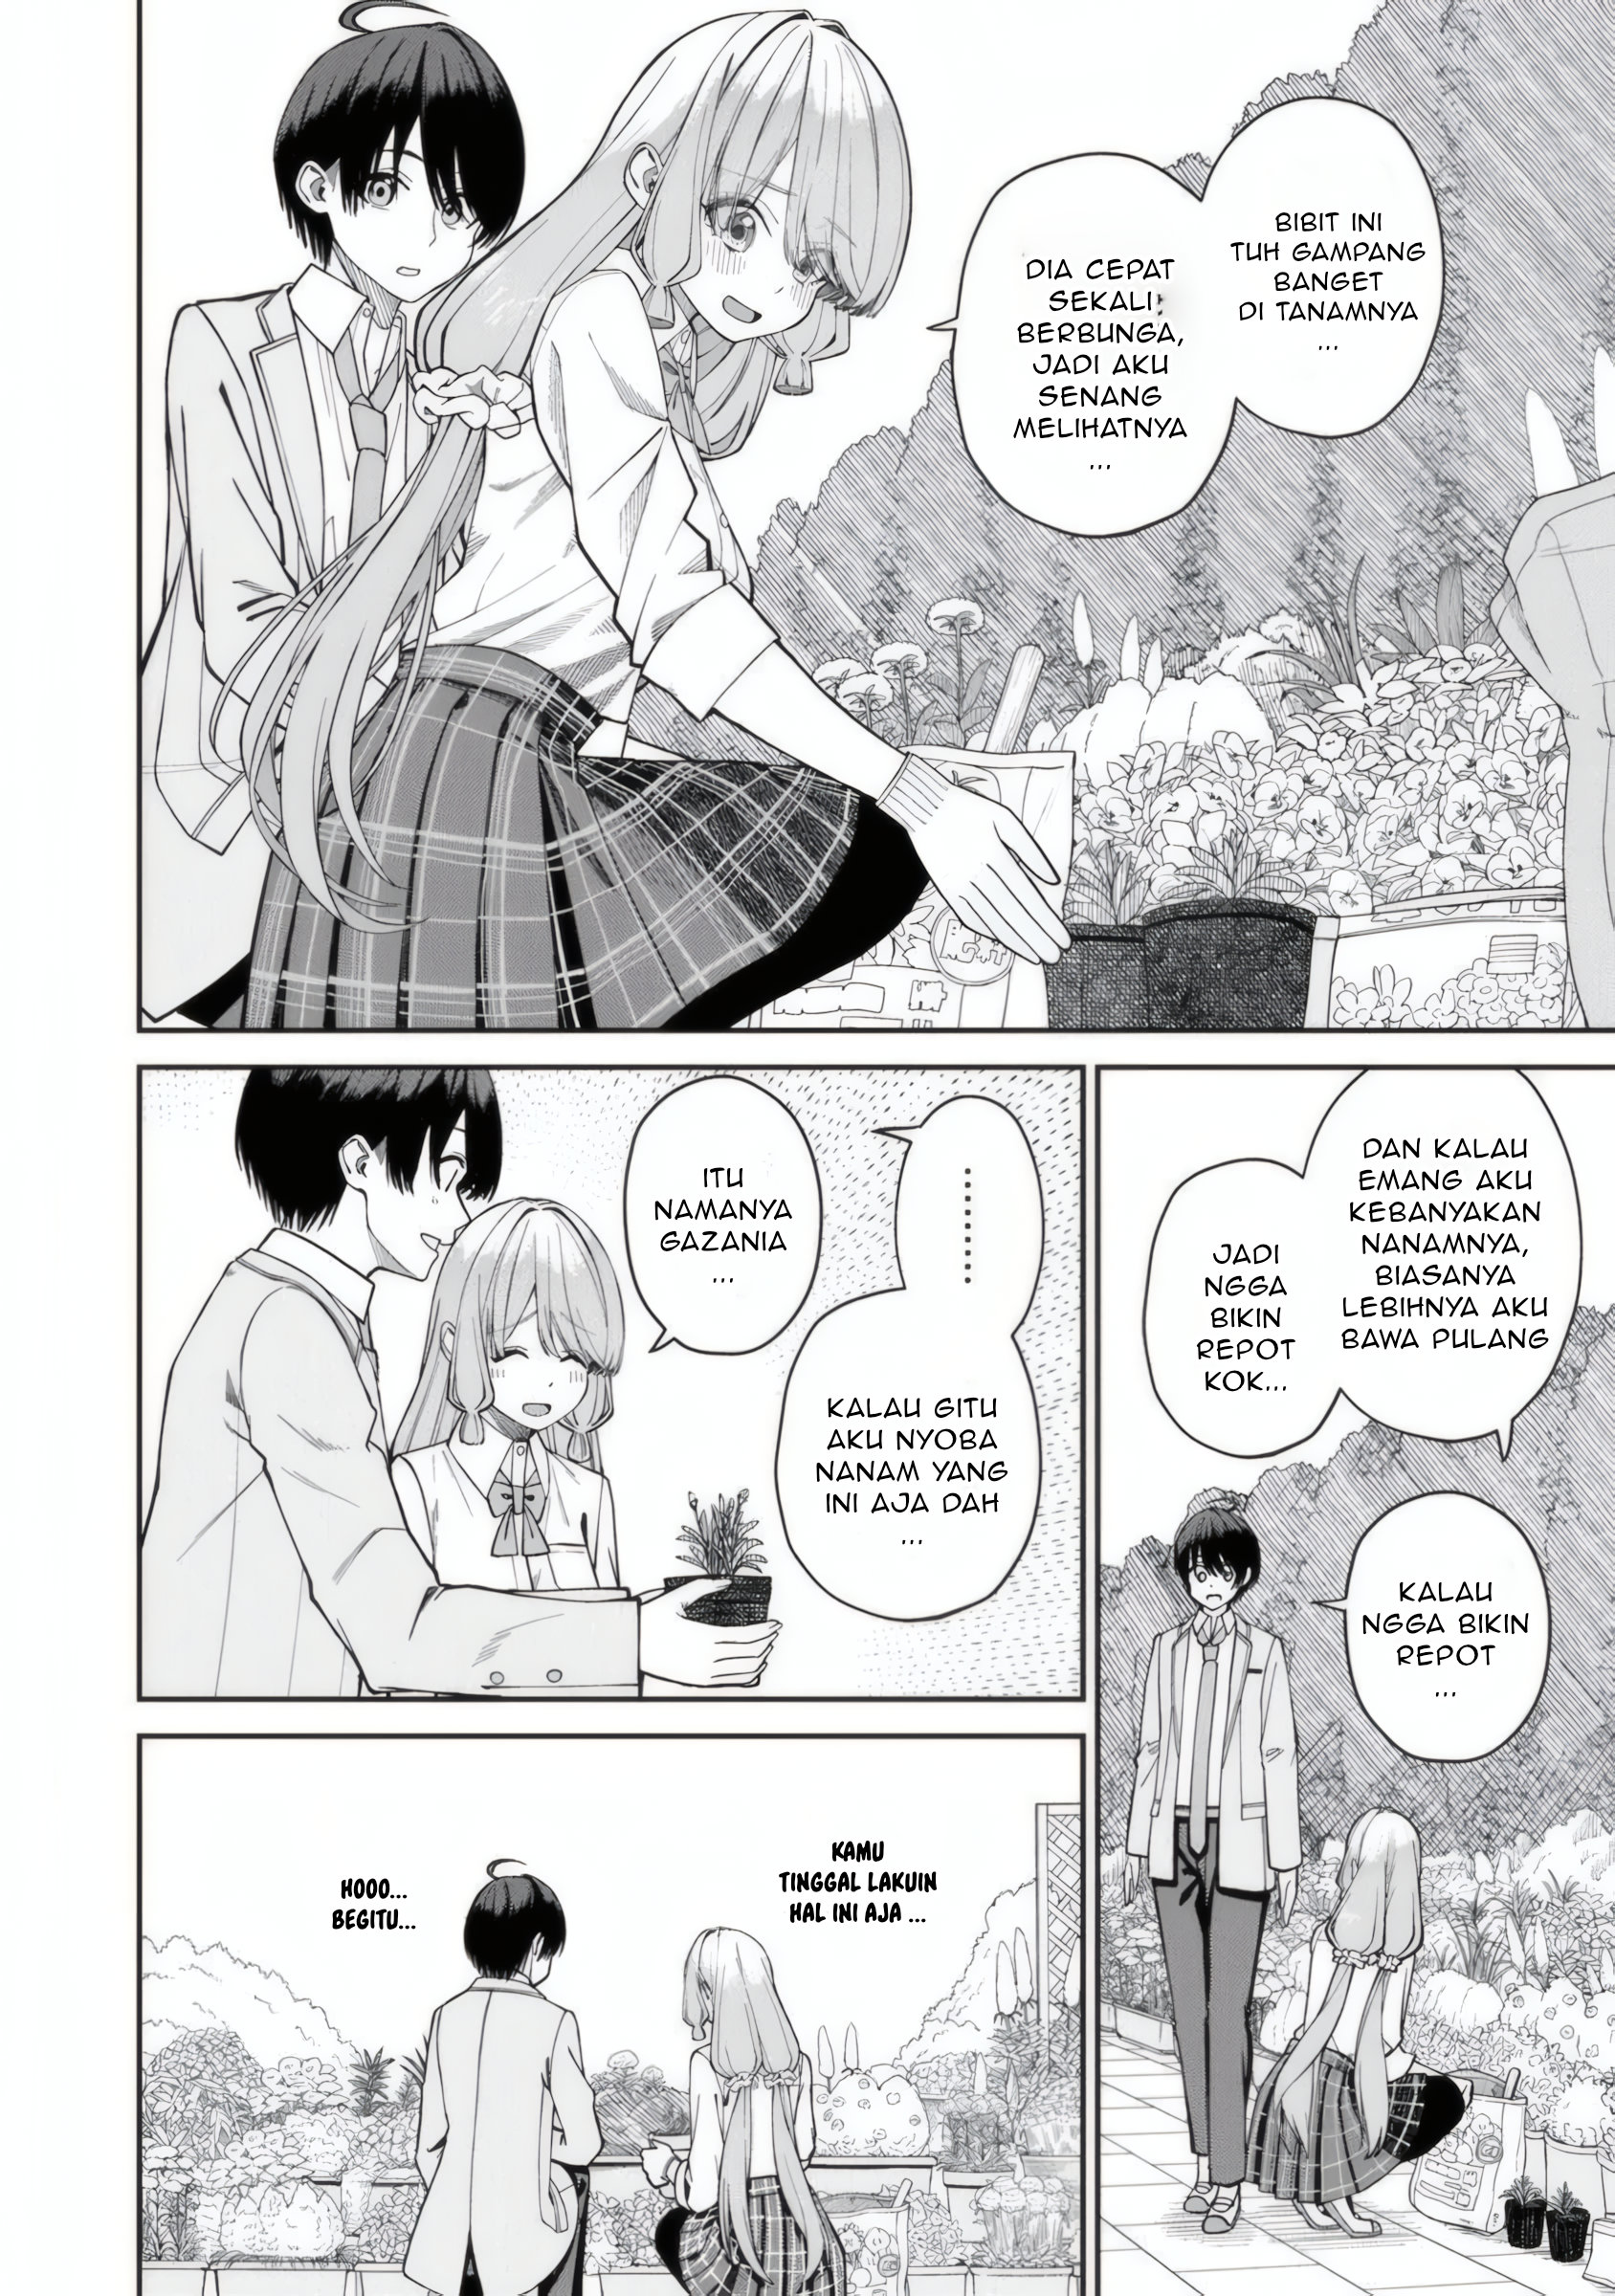 BIBIT INI
TUH GAMPANG
BANGET
DI TANAMNYA
...
DIA CEPAT
SEKALI
BERBUNGA,
JADI AKU
SENANG
MELIHATNYA
...
DAN KALAU
EMANG AKU
KEBANYAKAN
NANAMNYA,
BIASANYA
LEBIHNYA AKU
BAWA PULANG
JADI
NGGA
BIKIN
REPOT
KOK...
KALAU
NGGA BIKIN
REPOT
...
.........
KALAU GITU
AKU NYOBA
NANAM YANG
INI AJA DAH
...
ITU
NAMANYA
GAZANIA
...
KAMU
TINGGAL LAKUIN
HAL INI AJA ...
HOOO...
BEGITU...